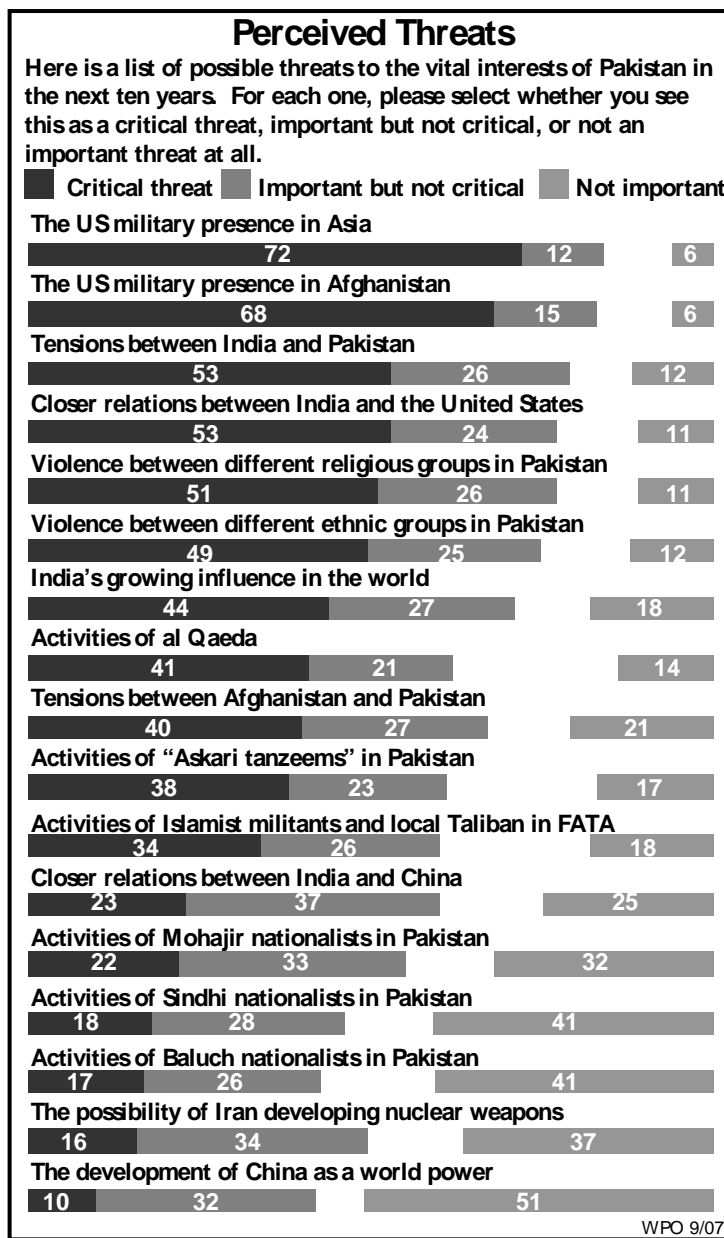 Perceived Threats
Here is a list of possible threats to the vital interests of Pakistan in
the next ten years. For each one, please select whether you see
this as a critical threat, important but not critical, or not an
important threat at all.
Critical threat Important but not critical Not important
The US military presence in Asia
72 12 6
The US military presence in Afghanistan
68 15 6
Tensions between India and Pakistan
53 26 12
Closer relations between India and the United States
53 24 11
Violence between different religious groups in Pakistan
51 26 11
Violence between different ethnic groups in Pakistan
49 25 12
India's growing influence in the world
44 27 18
Activities of al Qaeda
41 21 14
Tensions between Afghanistan and Pakistan
40 27 21
Activities of “Askari tanzeems” in Pakistan
38 23 17
Activities of Islamist militants and local Taliban in FATA
34 26 18
Closer relations between India and China
23 37 25
Activities of Mohajir nationalists in Pakistan
22 33 32
Activities of Sindhi nationalists in Pakistan
18 28 41
Activities of Baluch nationalists in Pakistan
17 26 41
The possibility of Iran developing nuclear weapons
16 34 37
The development of China as a world power
10 32 51
WPO 9/07